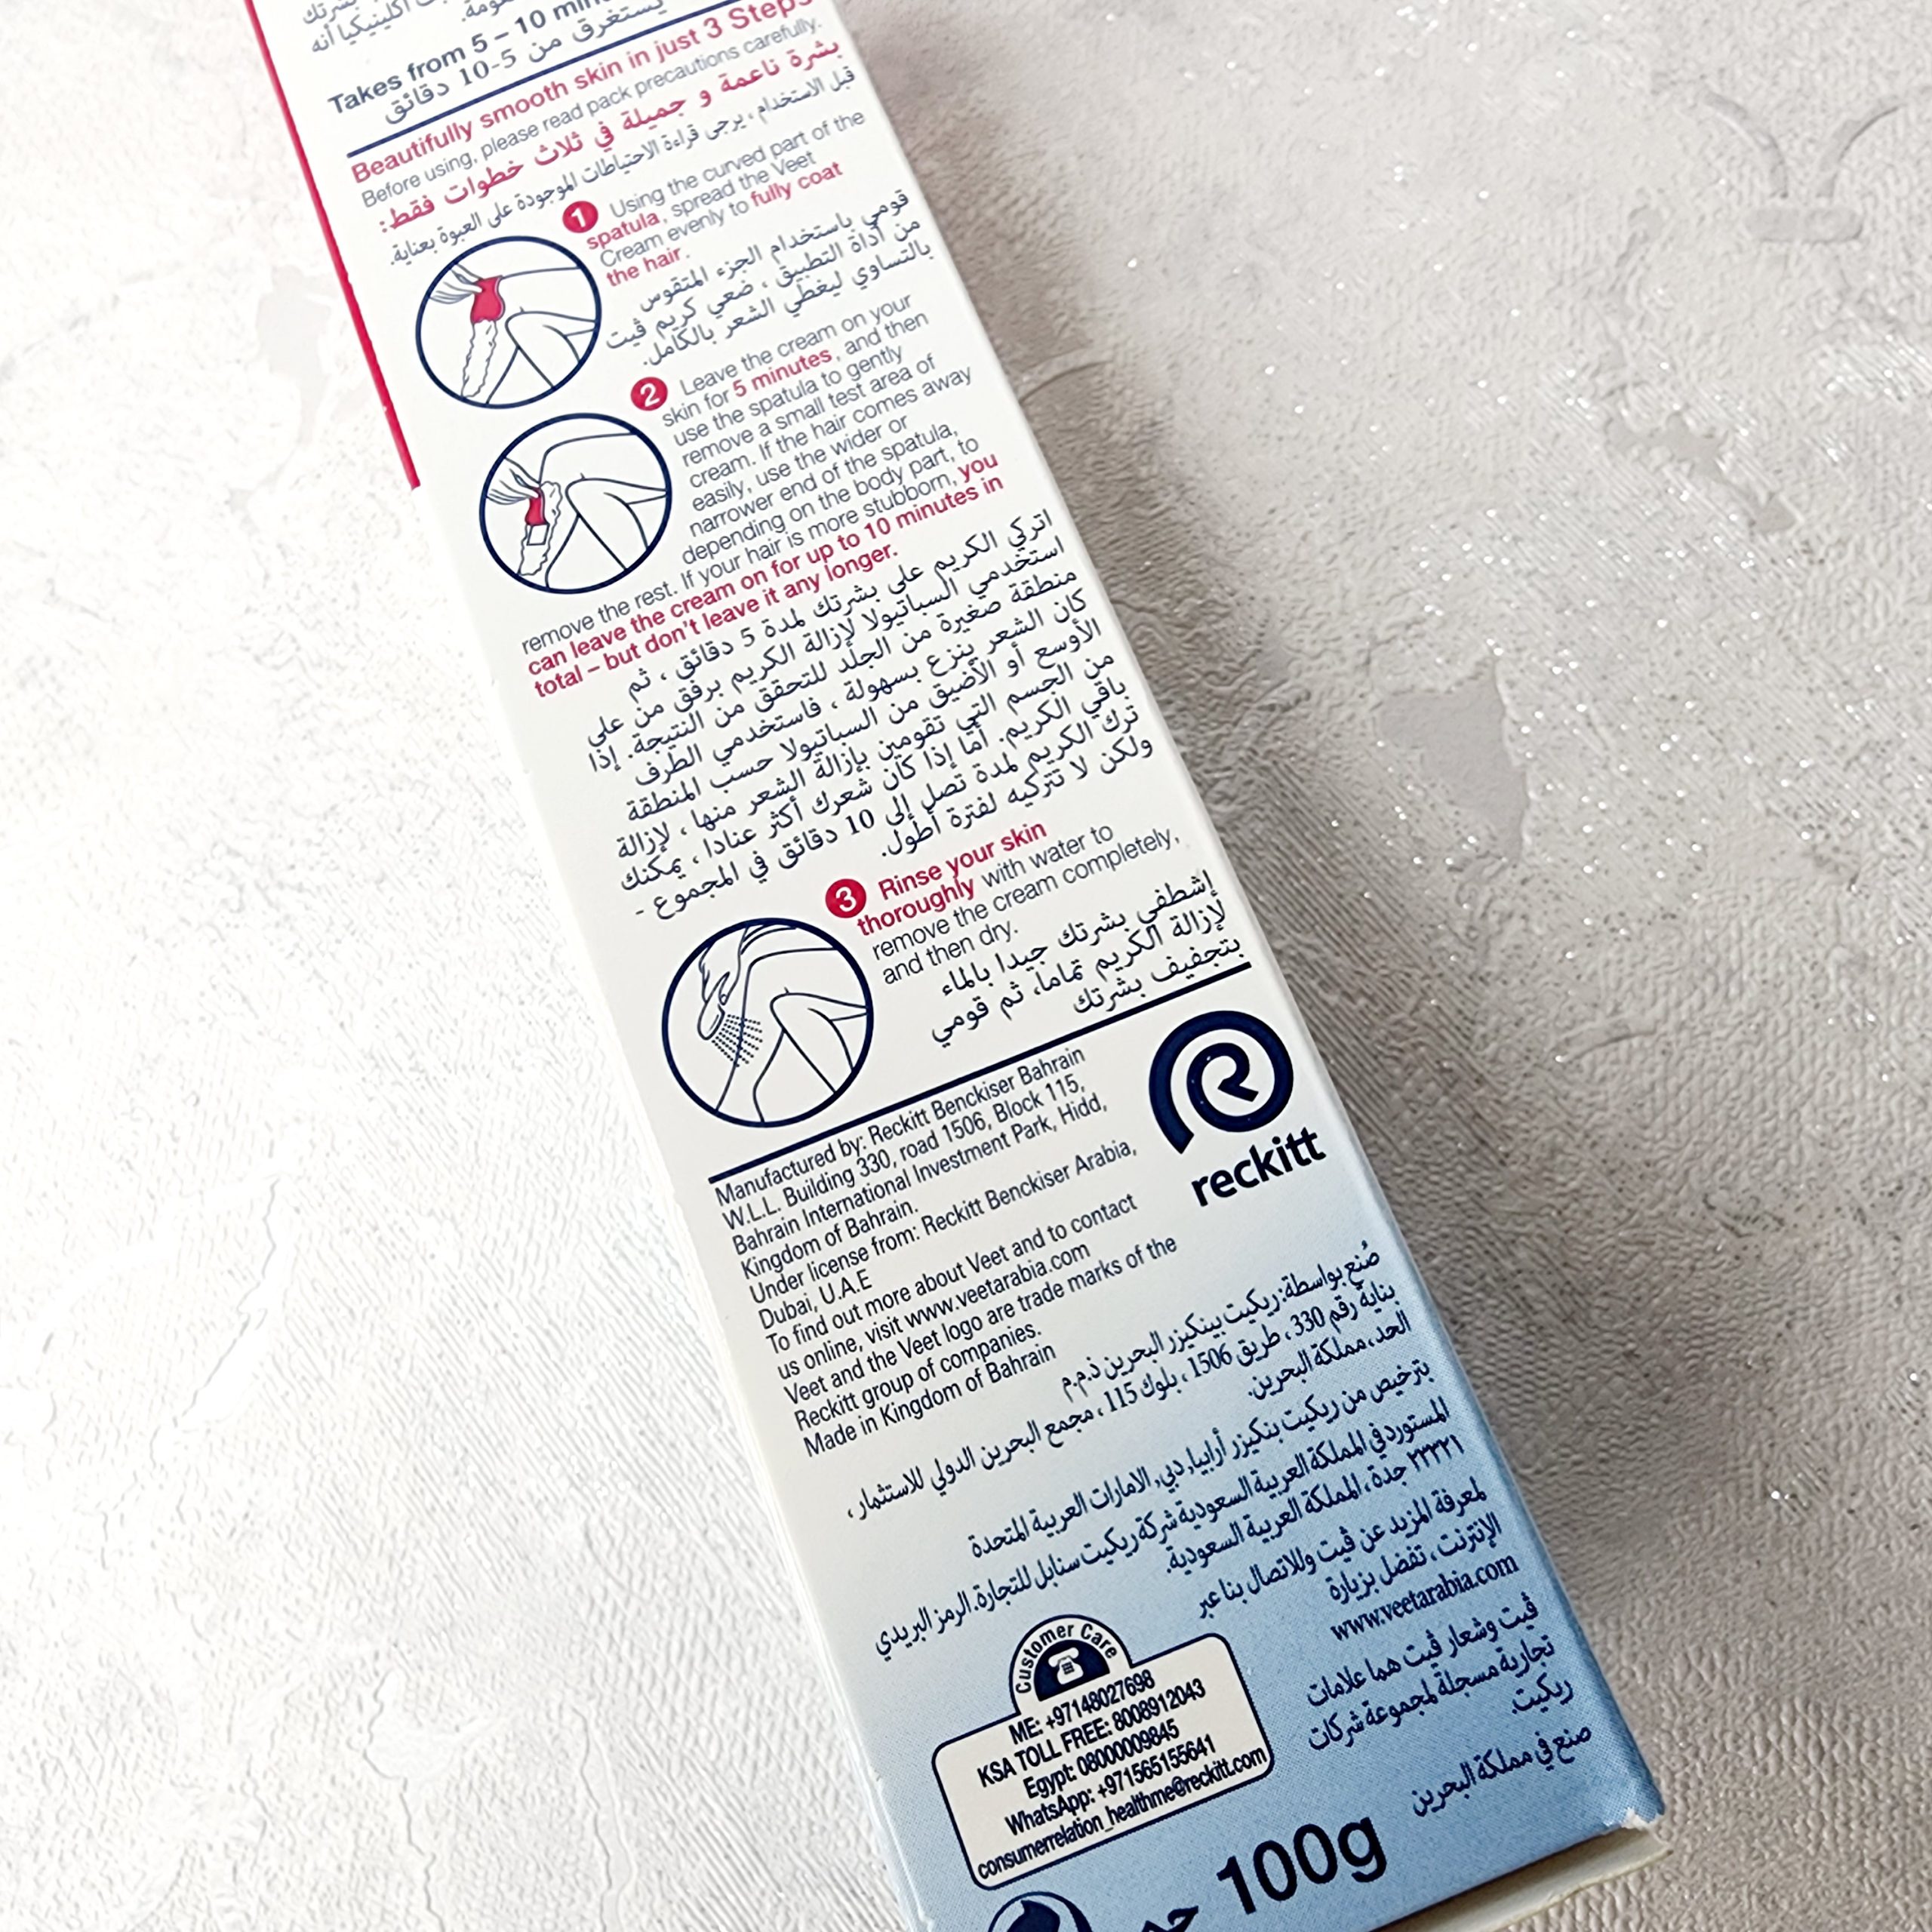 بشرتك
اكلينيكيا أنه
Takes from 5 – 10
يستغرق من 5-10 دقائق
Beautifully smooth skin in just 3 Steps
Before using, please read pack precautions carefully.
بشرة ناعمة و جميلة في ثلاث خطوات فقط:
قبل الاستخدام، يرجى قراءة الاحتياطات الموجودة على العبوة بعناية.
1 Using the curved part of the
spatula, spread the Veet
Cream evenly to fully coat
the hair.
قومي باستخدام الجزء المتقوس
من أداة التطبيق ، ضعي كريم ڤيت
بالتساوي ليغطي الشعر بالكامل.
2 Leave the cream on your
skin for 5 minutes, and then
use the spatula to gently
remove a small test area of
cream. If the hair comes away
easily, use the wider or
narrower end of the spatula,
depending on the body part, to
remove the rest. If your hair is more stubborn, you
can leave the cream on for up to 10 minutes in
total – but don't leave it any longer.
اتركي الكريم على بشرتك لمدة 5 دقائق ، ثم
استخدمي السباتيولا لإزالة الكريم برفق من على
منطقة صغيرة من الجلد للتحقق من النتيجة. إذا
كان الشعر ينزع بسهولة ، فاستخدمي الطرف
الأوسع أو الأضيق من السباتيولا حسب المنطقة
من الجسم التي تقومين بإزالة الشعر منها ، لإزالة
باقي الكريم. أمّا إذا كان شعرك أكثر عنادا ، يمكنك
ترك الكريم لمدة تصل إلى 10 دقائق في المجموع -
ولكن لا تتركيه لفترة أطول.
3 Rinse your skin
thoroughly with water to
remove the cream completely,
and then dry.
إشطفي بشرتك جيدا بالماء
لإزالة الكريم تماما، ثم قومي
بتجفيف بشرتك
Manufactured by: Reckitt Benckiser Bahrain
W.L.L. Building 330, road 1506, Block 115,
Bahrain International Investment Park, Hidd,
Kingdom of Bahrain.
Under license from: Reckitt Benckiser Arabia,
Dubai, U.A.E
To find out more about Veet and to contact
us online, visit www.veetarabia.com
Veet and the Veet logo are trade marks of the
Reckitt group of companies.
Made in Kingdom of Bahrain
reckitt
صُنع بواسطة: ريكيت بينكيزر البحرين ذ.م.م
بناية رقم 330 ، طريق 1506 ، بلوك 115 ، مجمع البحرين الدولي للاستثمار ،
الحد، مملكة البحرين.
بترخيص من ريكيت بنكيزر أرابيا, دبي, الامارات العربية المتحدة
المستورد في المملكة العربية السعودية شركة ريكيت سنابل للتجارة. الرمز البريدي
٢٣٣٢١ جدة ، المملكة العربية السعودية.
لمعرفة المزيد عن ڤيت وللاتصال بنا عبر
الإنترنت ، تفضل بزيارة
www.veetarabia.com
ڤيت وشعار ڤيت هما علامات
تجارية مسجلة لمجموعة شركات
ريكيت.
صنع في مملكة البحرين
Customer Care
ME: +97148027698
KSA TOLL FREE: 8008912043
Egypt: 08000009845
WhatsApp: +971565155641
consumerrelation_healthme@reckitt.com
100g